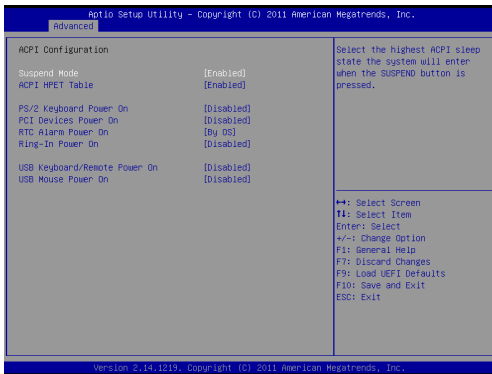 Aptio Setup Utility – Copyright (C) 2011 American Megatrends, Inc.
Advanced
ACPI Configuration
Suspend Mode [Enabled]
ACPI HPET Table [Enabled]
PS/2 Keyboard Power On [Disabled]
PCI Devices Power On [Disabled]
RTC Alarm Power On [By OS]
Ring-In Power On [Disabled]
USB Keyboard/Remote Power On [Disabled]
USB Mouse Power On [Disabled]
Select the highest ACPI sleep
state the system will enter
when the SUSPEND button is
pressed.
↔: Select Screen
↑↓: Select Item
Enter: Select
+/-: Change Option
F1: General Help
F7: Discard Changes
F9: Load UEFI Defaults
F10: Save and Exit
ESC: Exit
Version 2.14.1219. Copyright (C) 2011 American Megatrends, Inc.